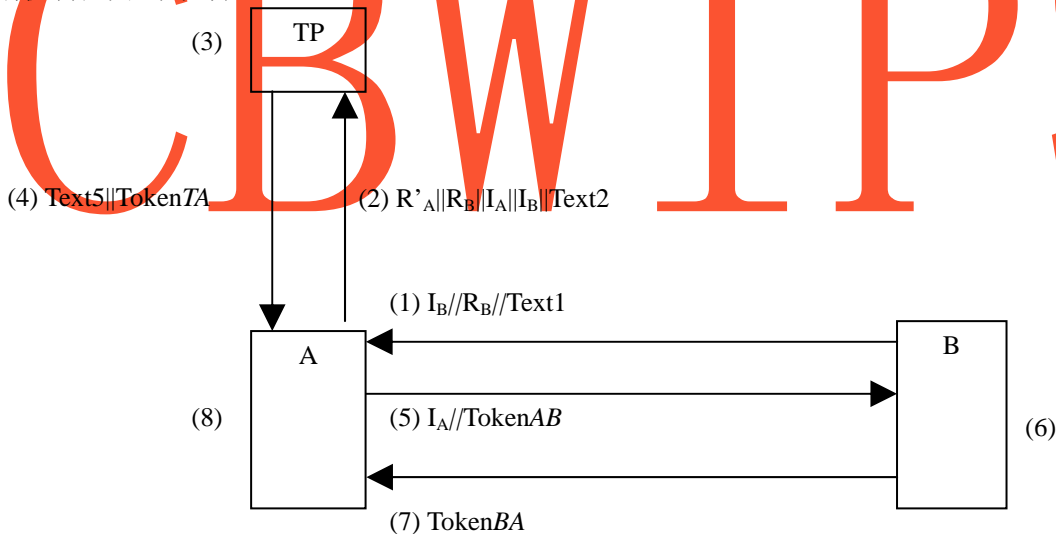 TP
(3)
(4) Text5||TokenTA
(2) R'A||RB||IA||IB||Text2
(1) IB//RB//Text1
A
B
(8)
(5) IA//TokenAB
(6)
(7) TokenBA
CBWIPS